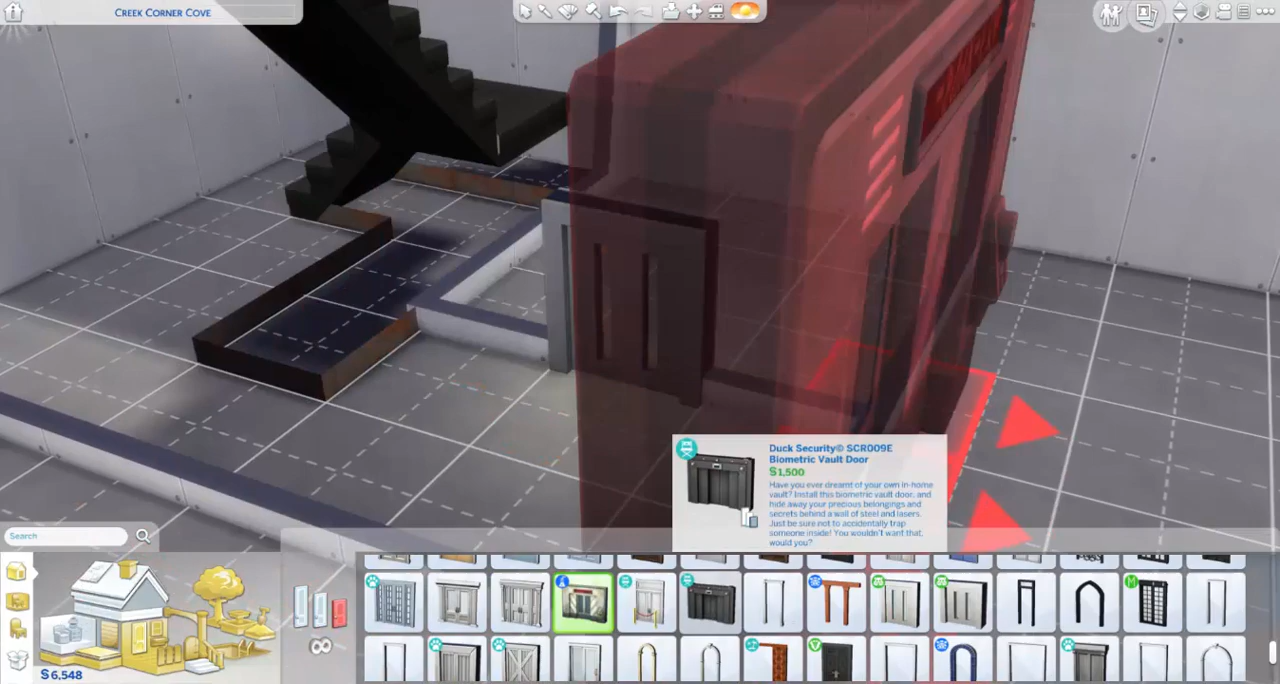 CREEK CORNER COVE
Duck Security© SCR009E
Biometric Vault Door
§1,500
Have you ever dreamt of your own in-home
vault? Install this biometric vault door, and
hide away your precious belongings and
secrets behind a wall of steel and lasers.
Just be sure not to accidentally trap
someone inside! You wouldn't want that,
would you?
Search
§6,548